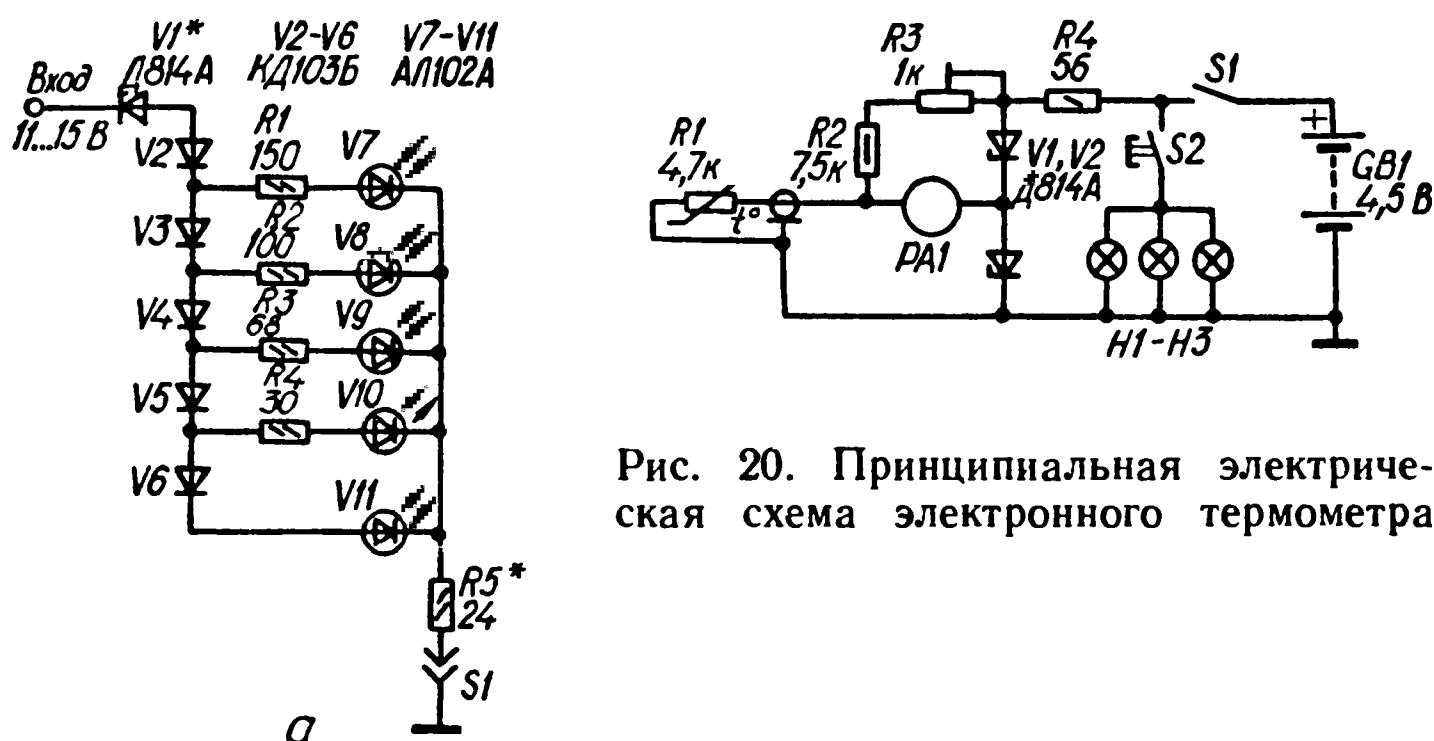 V1* V2-V6 V7-V11
Д814А КД103Б АЛ102А
Вход
11...15 В
V2
R1
150
V7
V3
R2
100
V8
V4
R3
68
V9
V5
R4
30
V10
V6
V11
R5*
24
S1
а
R1
4,7к
t°
R2
7,5к
R3
1к
R4
56
S1
S2
V1, V2
Д814А
PA1
+
GB1
4,5 В
H1-H3
Рис. 20. Принципиальная электриче-
ская схема электронного термометра